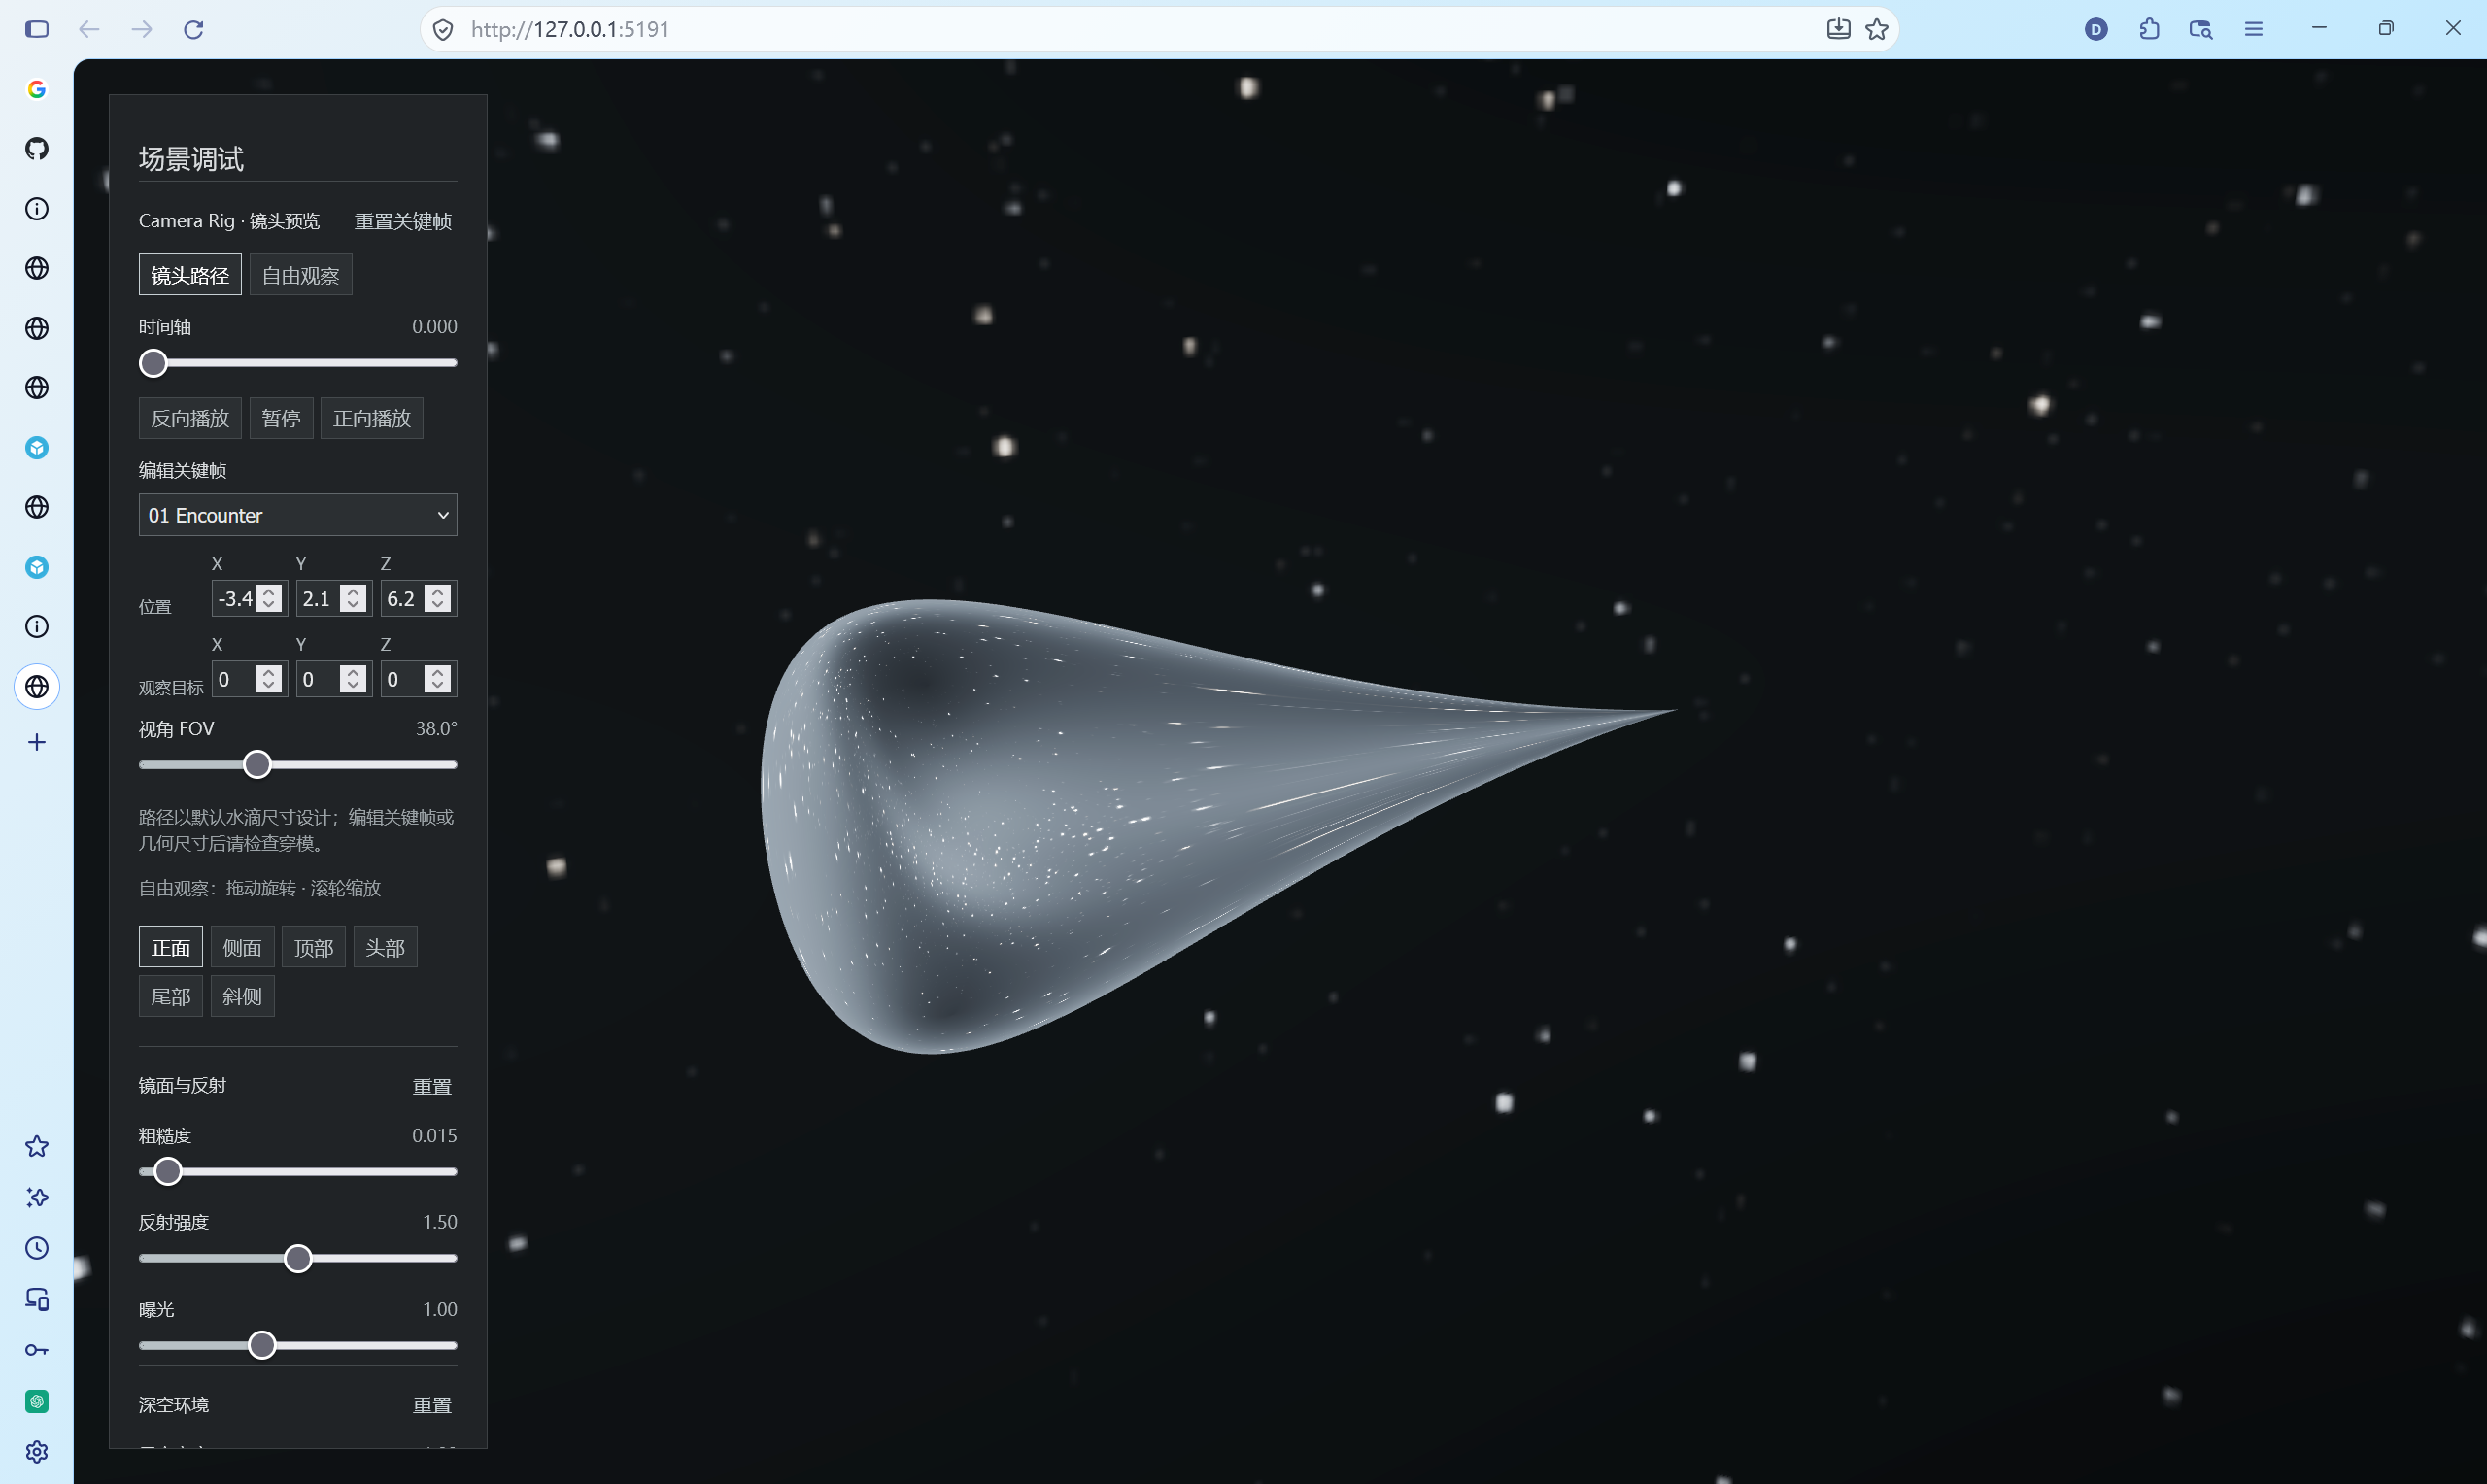 http://127.0.0.1:5191
D
场景调试
Camera Rig · 镜头预览 重置关键帧
镜头路径 自由观察
时间轴 0.000
反向播放 暂停 正向播放
编辑关键帧
01 Encounter
X Y Z
位置 -3.4 2.1 6.2
X Y Z
观察目标 0 0 0
视角 FOV 38.0°
路径以默认水滴尺寸设计；编辑关键帧或
几何尺寸后请检查穿模。
自由观察：拖动旋转 · 滚轮缩放
正面 侧面 顶部 头部
尾部 斜侧
镜面与反射 重置
粗糙度 0.015
反射强度 1.50
曝光 1.00
深空环境 重置